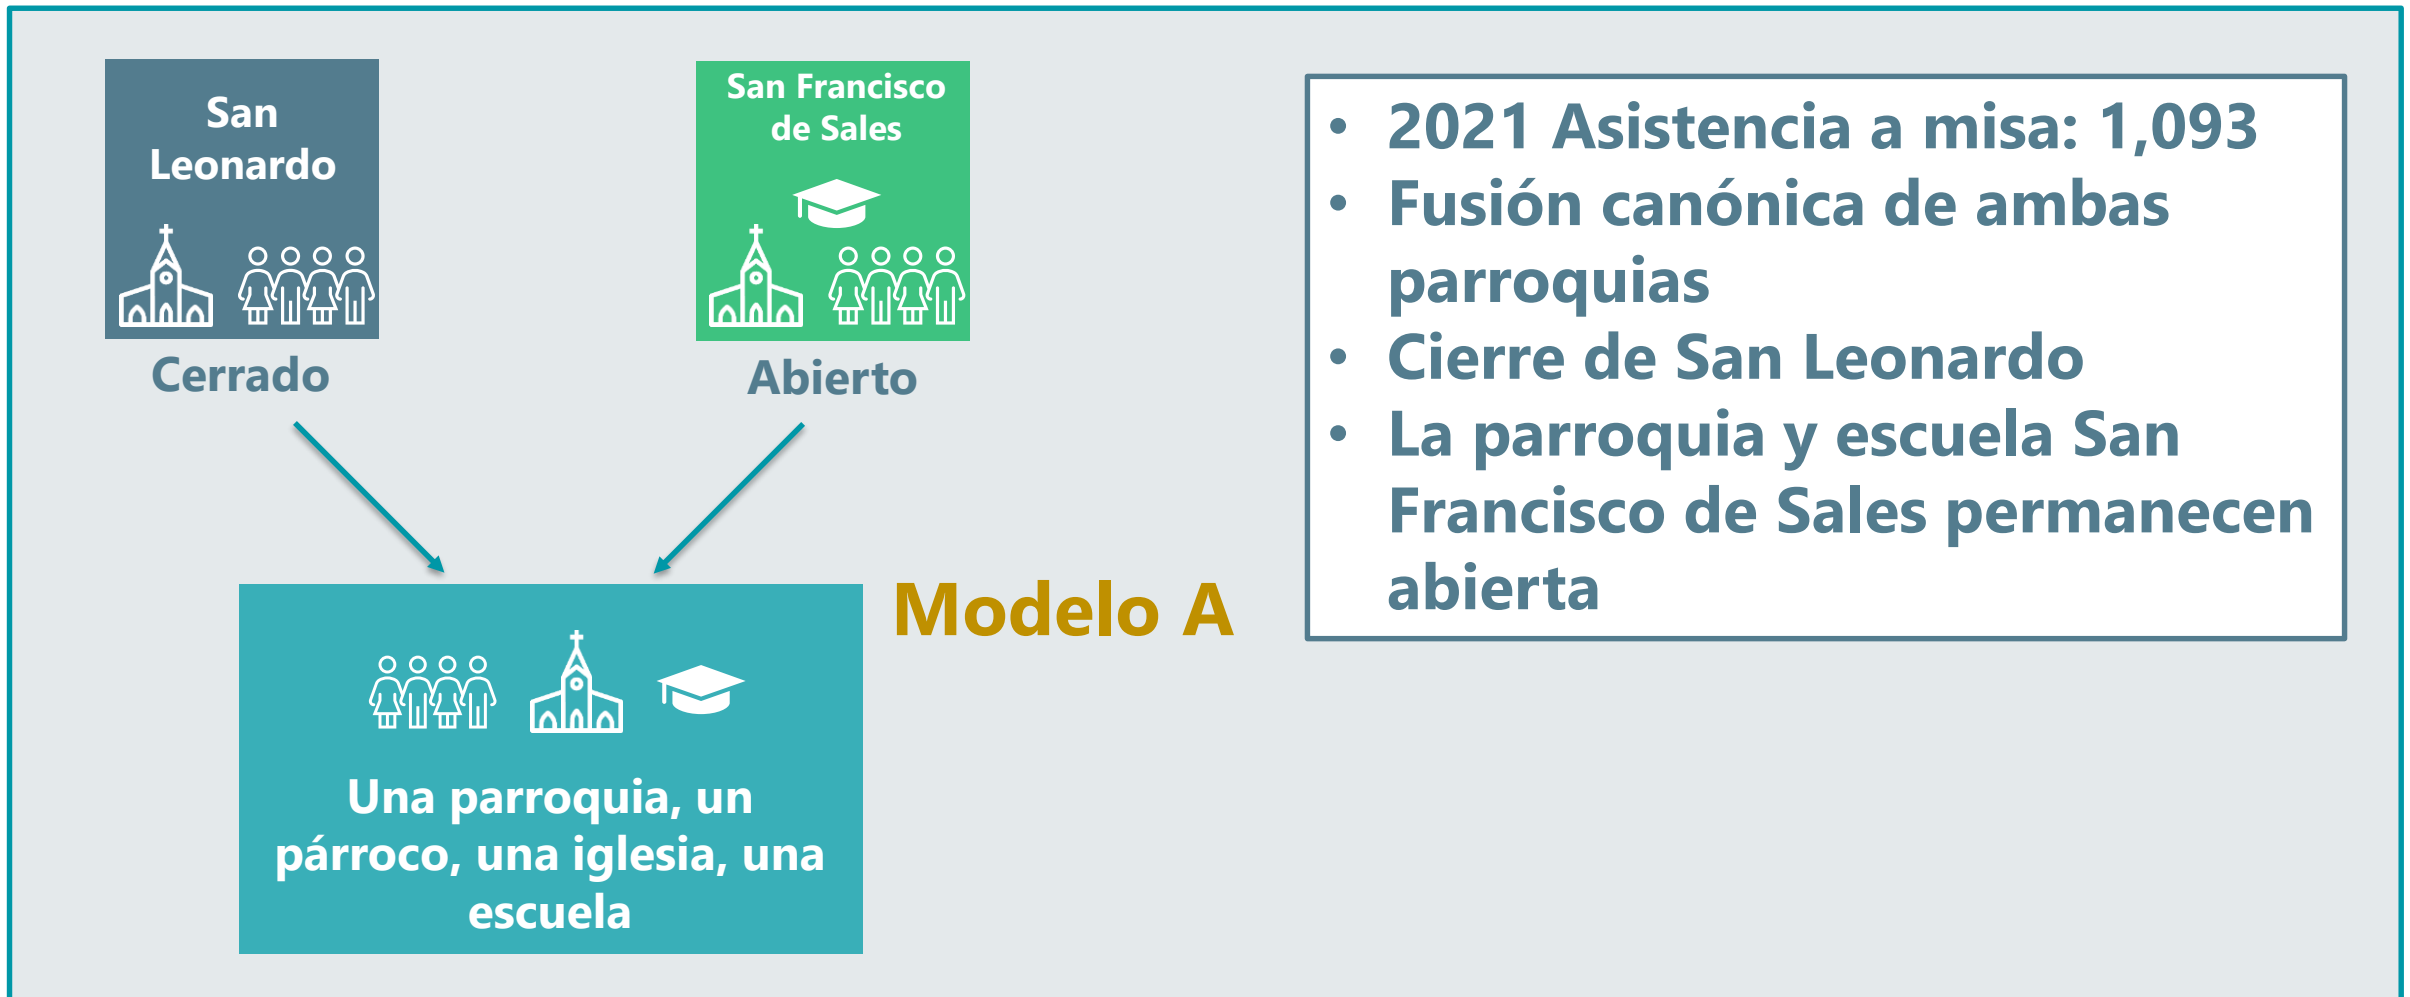 San
Leonardo
San Francisco
de Sales
Cerrado
Abierto
Modelo A
Una parroquia, un
párroco, una iglesia, una
escuela
• 2021 Asistencia a misa: 1,093
• Fusión canónica de ambas
parroquias
• Cierre de San Leonardo
• La parroquia y escuela San
Francisco de Sales permanecen
abierta